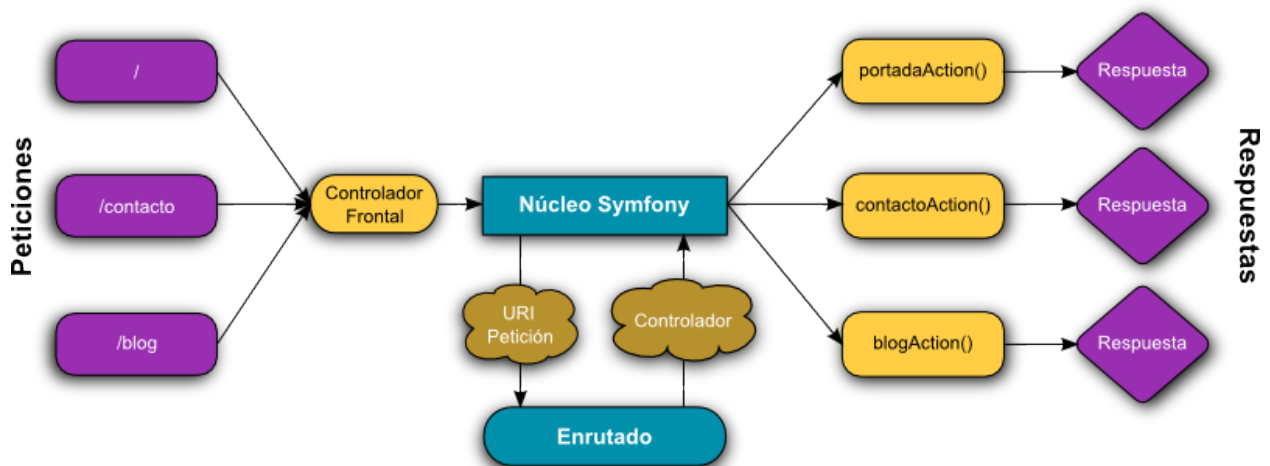 Peticiones
/
/contacto
/blog
Controlador
Frontal
Núcleo Symfony
URI
Petición
Controlador
Enrutado
portadaAction()
contactoAction()
blogAction()
Respuesta
Respuesta
Respuesta
Respuestas